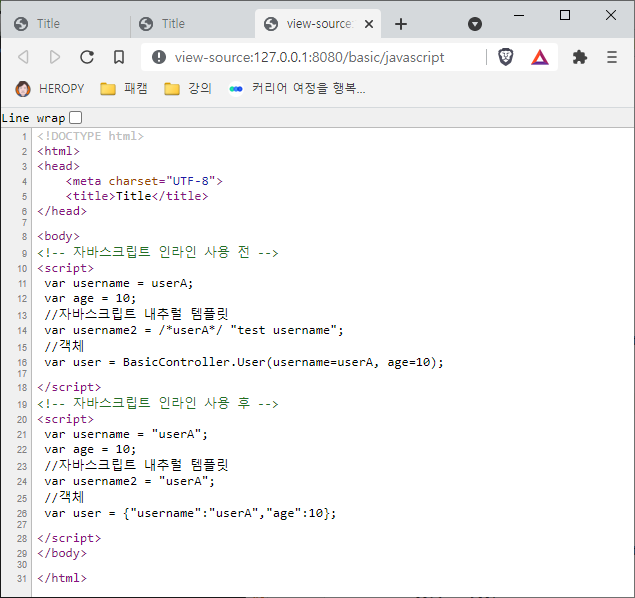 Title
Title
view-source:
view-source:127.0.0.1:8080/basic/javascript
HEROPY 패캠 강의 커리어 여정을 행복...
Line wrap
1 <!DOCTYPE html>
2 <html>
3 <head>
4 <meta charset="UTF-8">
5 <title>Title</title>
6 </head>
7
8 <body>
9 <!-- 자바스크립트 인라인 사용 전 -->
10 <script>
11 var username = userA;
12 var age = 10;
13 //자바스크립트 내추럴 템플릿
14 var username2 = /*userA*/ "test username";
15 //객체
16 var user = BasicController.User(username=userA, age=10);
17
18 </script>
19 <!-- 자바스크립트 인라인 사용 후 -->
20 <script>
21 var username = "userA";
22 var age = 10;
23 //자바스크립트 내추럴 템플릿
24 var username2 = "userA";
25 //객체
26 var user = {"username":"userA","age":10};
27
28 </script>
29 </body>
30
31 </html>